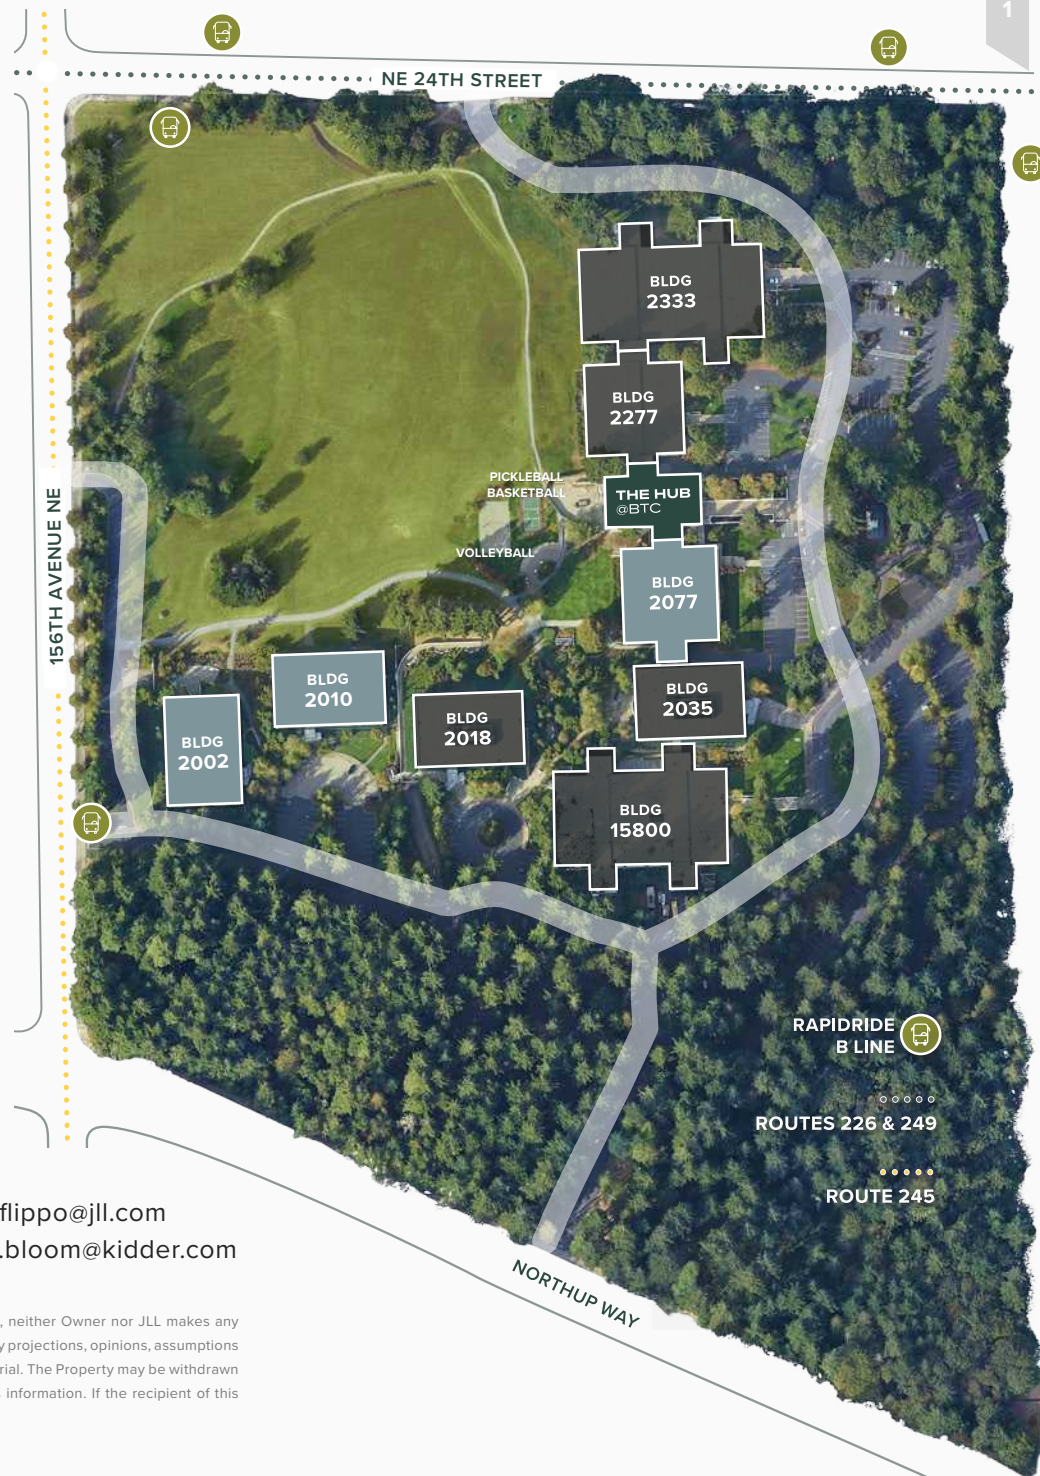 1
NE 24TH STREET
BLDG
2333
BLDG
2277
PICKLEBALL
BASKETBALL
THE HUB
@BTC
VOLLEYBALL
BLDG
2077
156TH AVENUE NE
BLDG
2010
BLDG
2035
BLDG
2018
BLDG
2002
BLDG
15800
RAPIDRIDE
B LINE
ROUTES 226 & 249
ROUTE 245
flippo@jll.com
.bloom@kidder.com
NORTHUP WAY
, neither Owner nor JLL makes any
y projections, opinions, assumptions
rial. The Property may be withdrawn
information. If the recipient of this